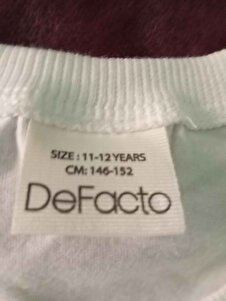 SIZE : 11-12 YEARS
CM: 146-152
DeFacto